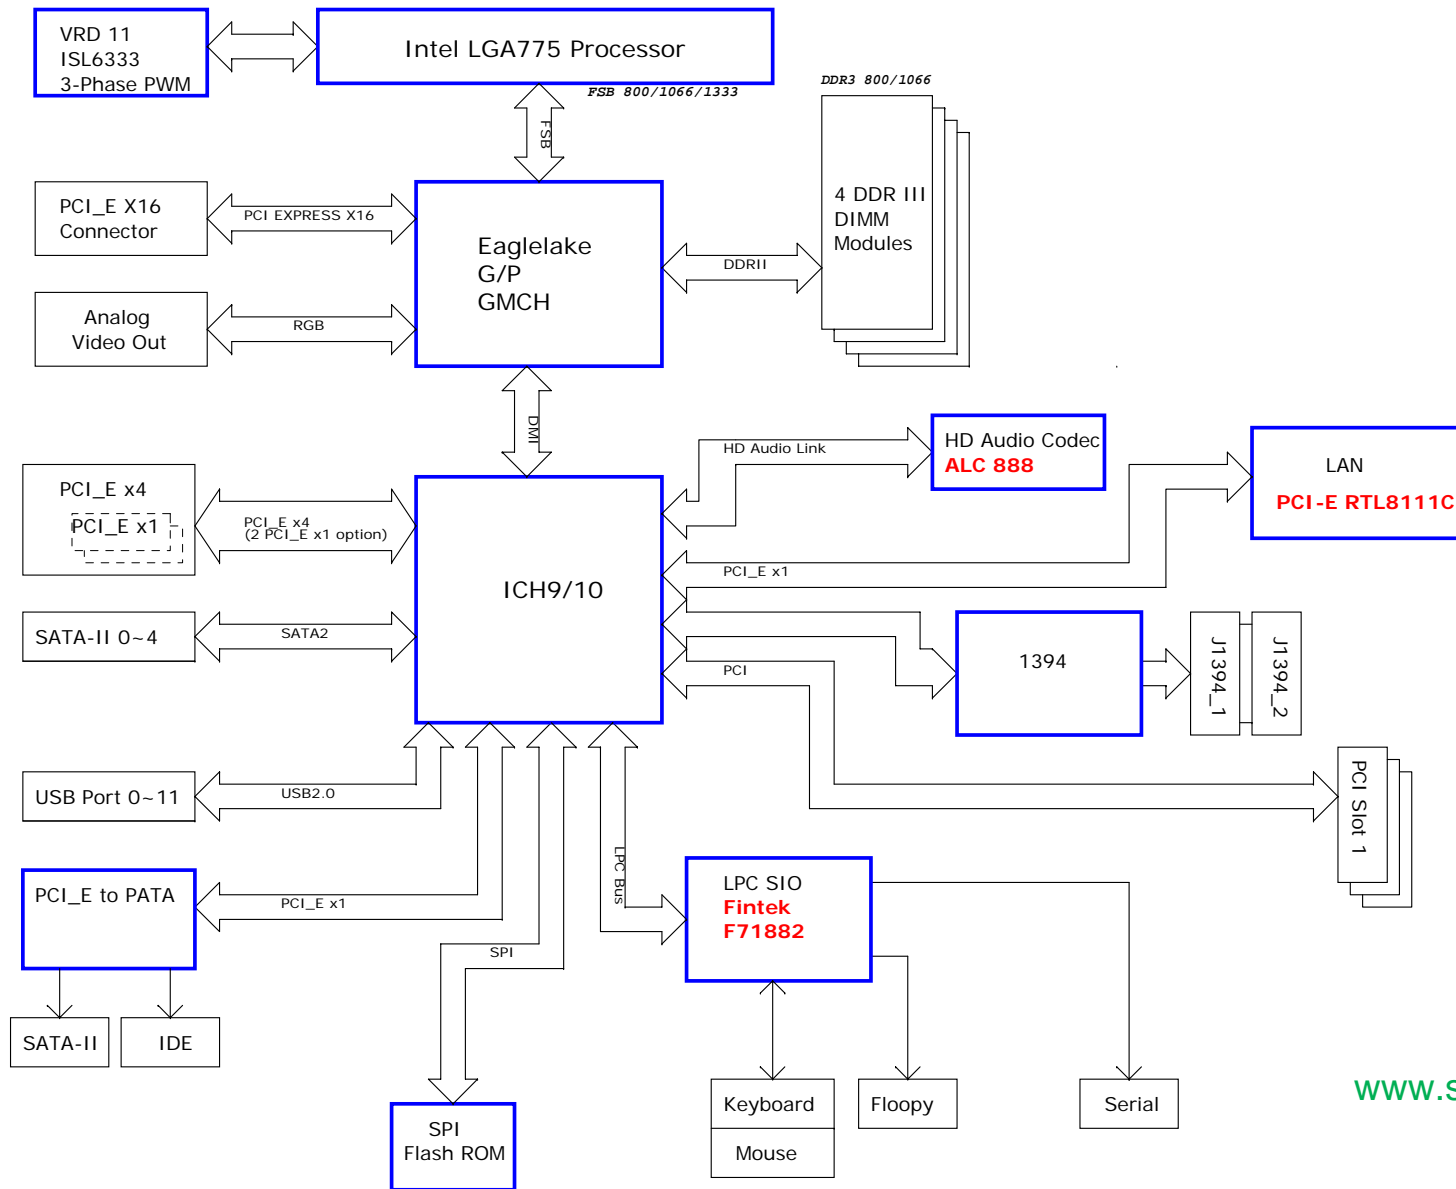 VRD 11
ISL6333
3-Phase PWM
Intel LGA775 Processor
FSB 800/1066/1333
DDR3 800/1066
FSB
PCI_E X16
Connector
PCI EXPRESS X16
Eaglelake
G/P
GMCH
DDRII
4 DDR III
DIMM
Modules
Analog
Video Out
RGB
DMI
HD Audio Link
HD Audio Codec
ALC 888
LAN
PCI-E RTL8111C
PCI_E x4
PCI_E x1
PCI_E x4
(2 PCI_E x1 option)
ICH9/10
PCI_E x1
SATA-II 0~4
SATA2
1394
J1394_1
J1394_2
PCI
PCI Slot 1
USB Port 0~11
USB2.0
LPC Bus
PCI_E to PATA
PCI_E x1
LPC SIO
Fintek
F71882
SPI
SATA-II
IDE
SPI
Flash ROM
Keyboard
Mouse
Floopy
Serial
www.s